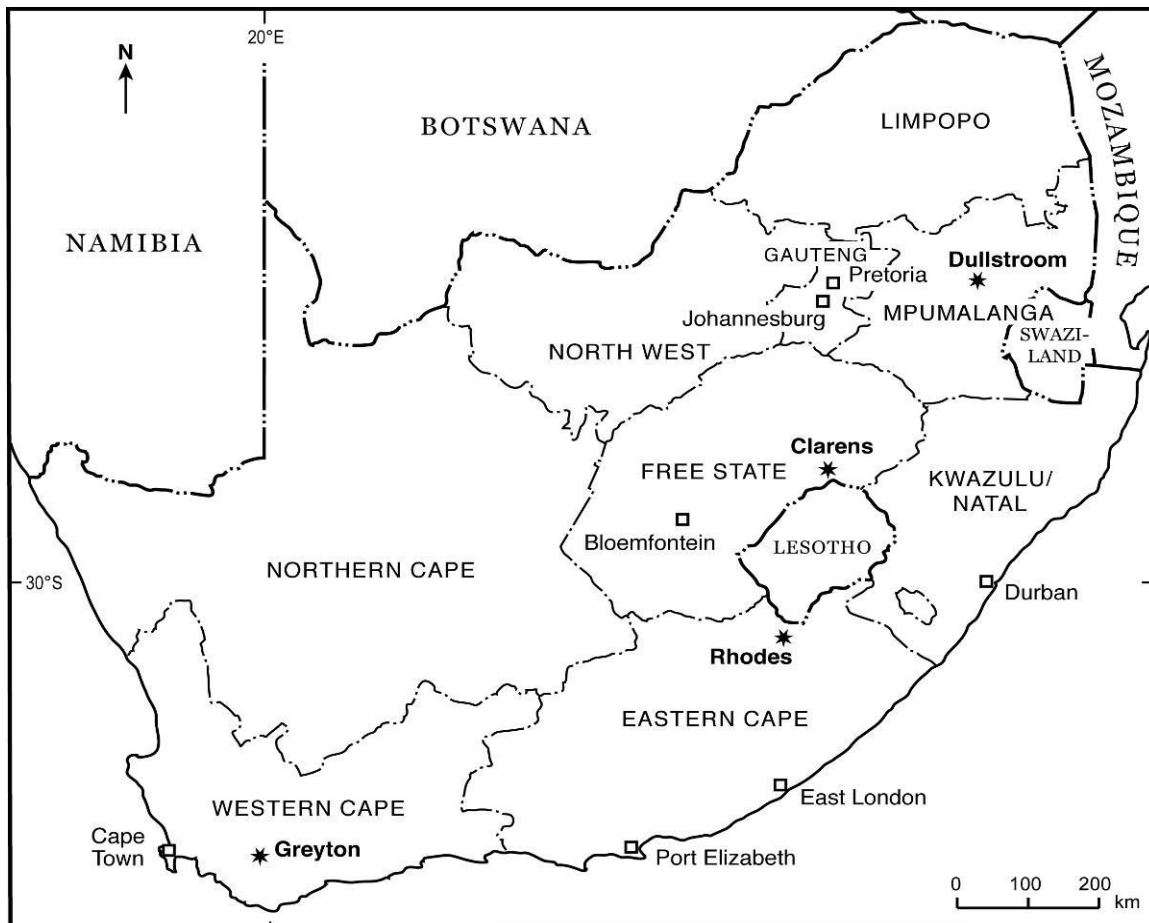 20°E
N
BOTSWANA
LIMPOPO
MOZAMBIQUE
NAMIBIA
GAUTENG
Pretoria
Dullstroom
Johannesburg
MPUMALANGA
SWAZI-
LAND
NORTH WEST
Clarens
FREE STATE
KWAZULU/
NATAL
Bloemfontein
LESOTHO
NORTHERN CAPE
30°S
Durban
Rhodes
EASTERN CAPE
East London
WESTERN CAPE
Cape
Town
Greyton
Port Elizabeth
0 100 200
km